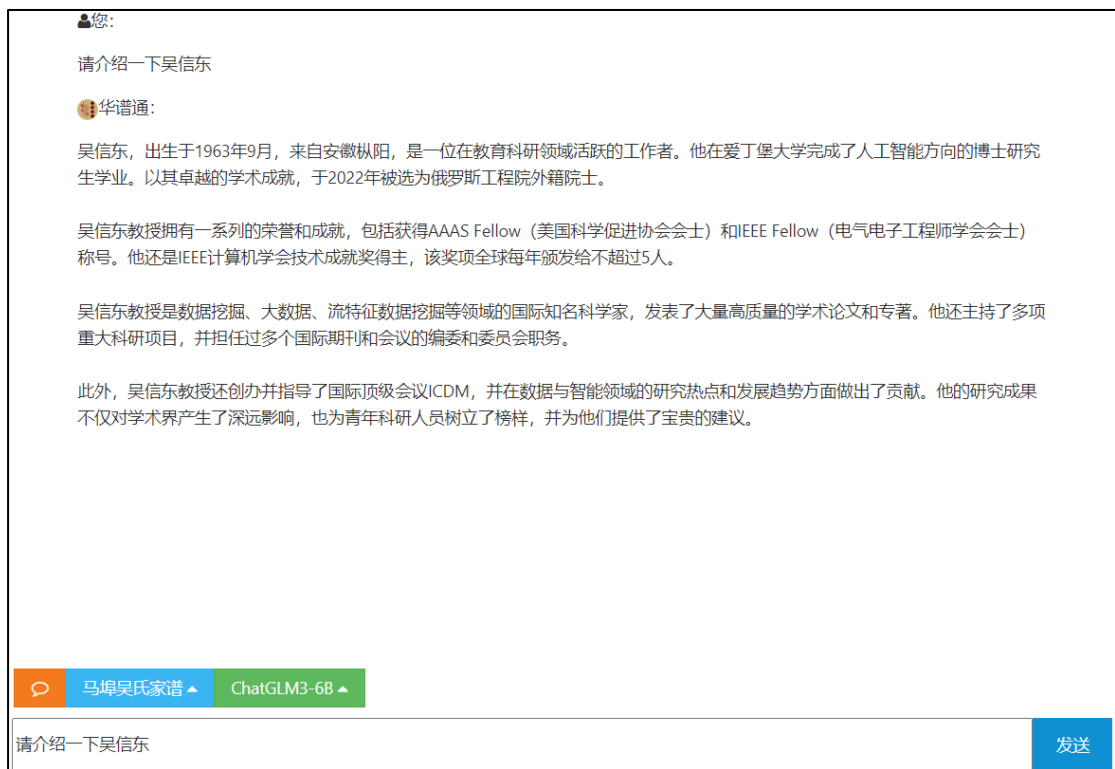 您：
请介绍一下吴信东
华谱通：
吴信东，出生于1963年9月，来自安徽枞阳，是一位在教育科研领域活跃的工作者。他在爱丁堡大学完成了人工智能方向的博士研究
生学业。以其卓越的学术成就，于2022年被选为俄罗斯工程院外籍院士。
吴信东教授拥有一系列的荣誉和成就，包括获得AAAS Fellow（美国科学促进协会会士）和IEEE Fellow（电气电子工程师学会会士）
称号。他还是IEEE计算机学会技术成就奖得主，该奖项全球每年颁发给不超过5人。
吴信东教授是数据挖掘、大数据、流特征数据挖掘等领域的国际知名科学家，发表了大量高质量的学术论文和专著。他还主持了多项
重大科研项目，并担任过多个国际期刊和会议的编委和委员会职务。
此外，吴信东教授还创办并指导了国际顶级会议ICDM，并在数据与智能领域的研究热点和发展趋势方面做出了贡献。他的研究成果
不仅对学术界产生了深远影响，也为青年科研人员树立了榜样，并为他们提供了宝贵的建议。
马埠吴氏家谱 ChatGLM3-6B
请介绍一下吴信东 发送